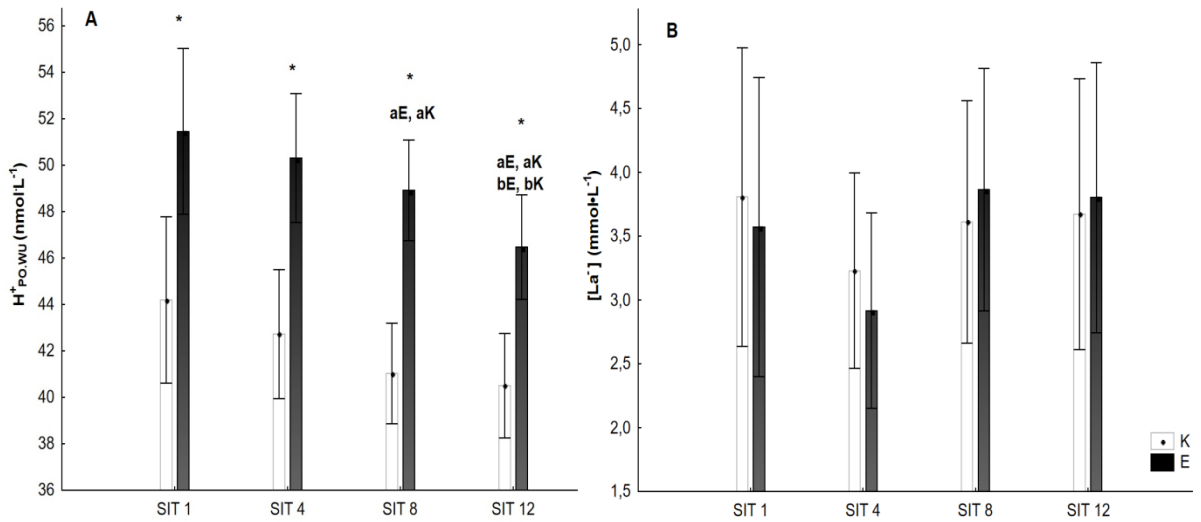 A
H⁺PO.WU (nmol·L⁻¹)
56
54
52
50
48
46
44
42
40
38
36
*
*
*
aE, aK
*
aE, aK
bE, bK
SIT 1 SIT 4 SIT 8 SIT 12
B
[La⁻] (mmol•L⁻¹)
5,0
4,5
4,0
3,5
3,0
2,5
2,0
1,5
SIT 1 SIT 4 SIT 8 SIT 12
K
E